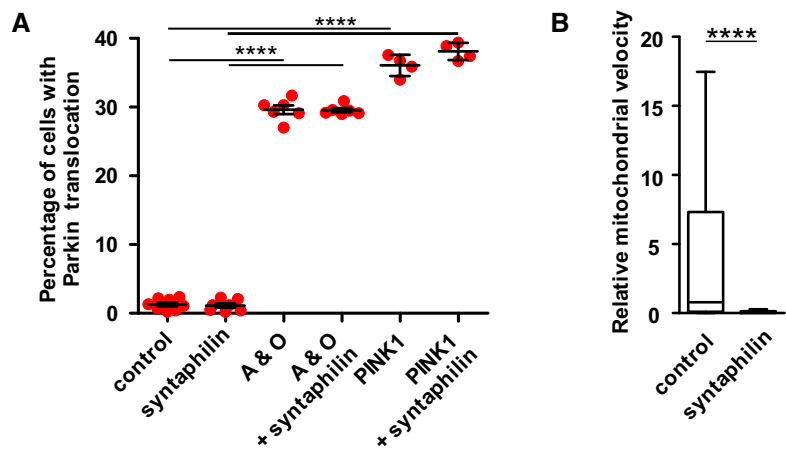 A
Percentage of cells with
Parkin translocation
40
30
20
10
0
****
****
control
syntaphilin
A & O
A & O
+ syntaphilin
PINK1
PINK1
+ syntaphilin
B
Relative mitochondrial velocity
20
15
10
5
0
****
control
syntaphilin